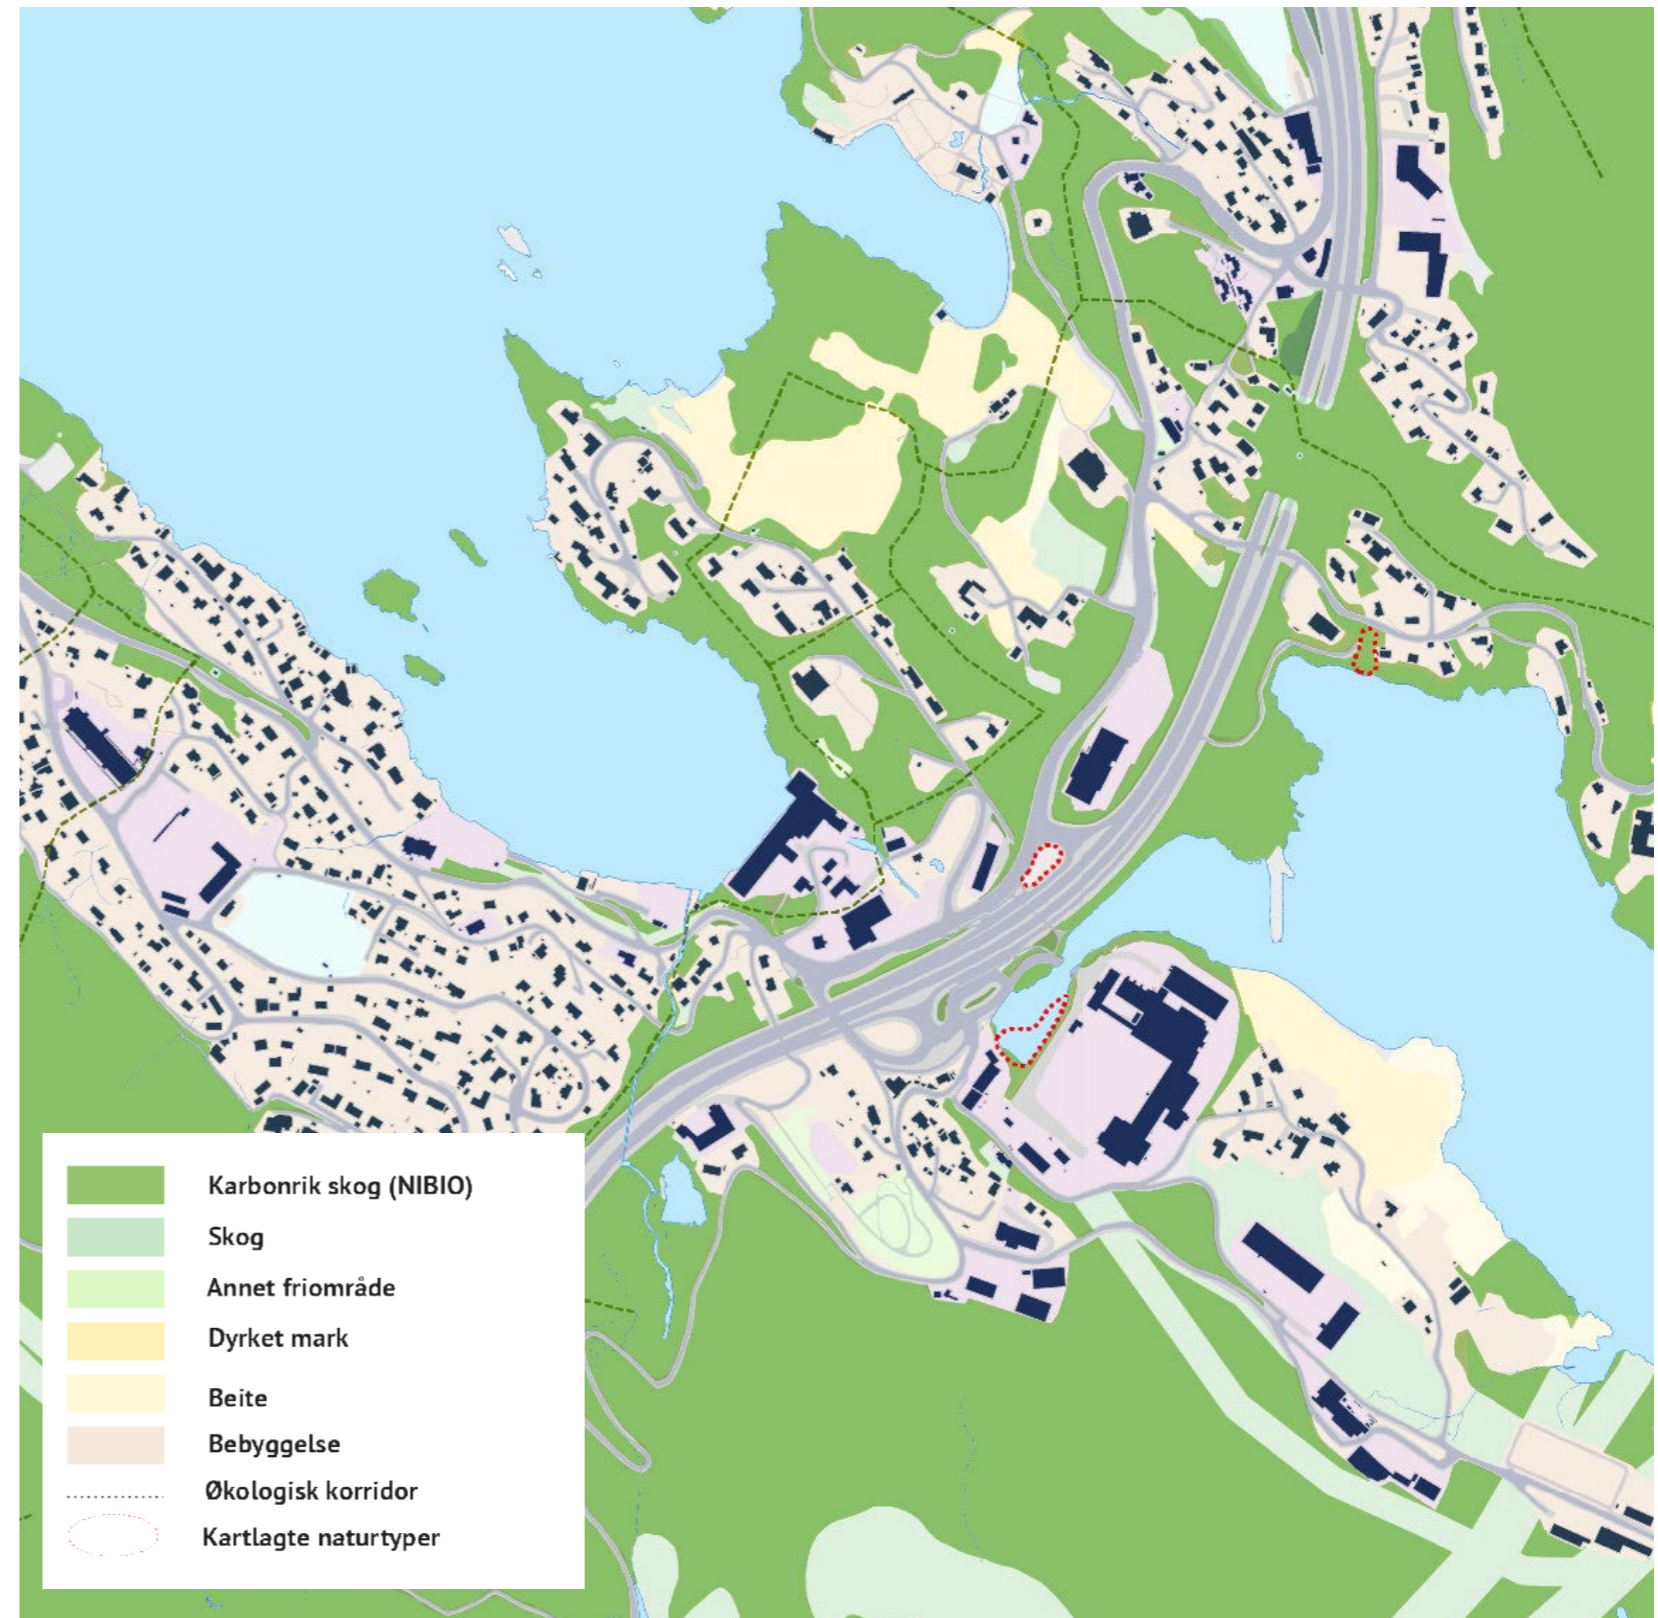 Karbonrik skog (NIBIO)
Skog
Annet friområde
Dyrket mark
Beite
Bebyggelse
Økologisk korridor
Kartlagte naturtyper